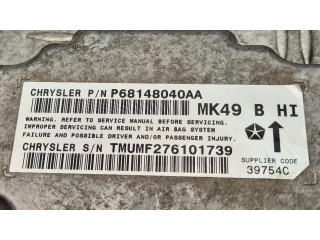 CHRYSLER P/N P68148040AA
MK49 B HI
WARNING. REFER TO SERVICE MANUAL BEFORE SERVICING.
IMPROPER SERVICING CAN RESULT IN AIR BAG SYSTEM
FAILURE AND POSSIBLE DRIVER AND/OR PASSENGER INJURY.
CHRYSLER S/N TMUMF276101739
SUPPLIER CODE
39754C